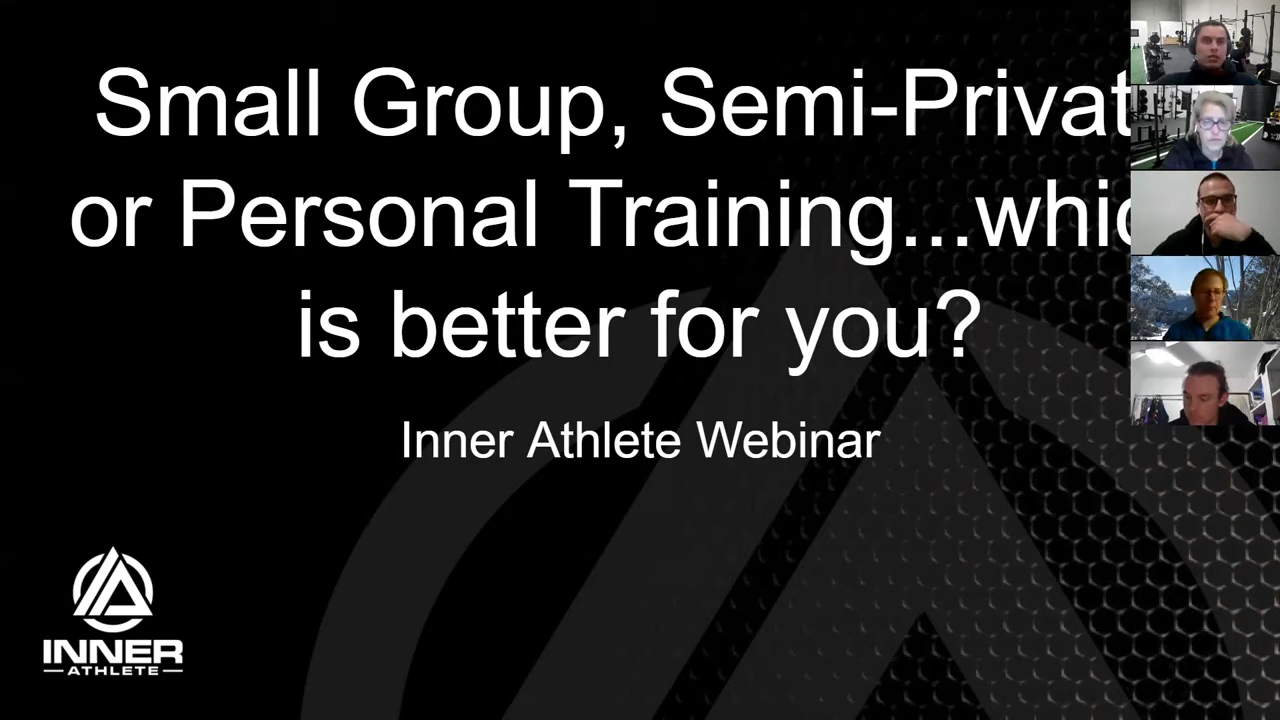 Small Group, Semi-Privat
or Personal Training...whic
is better for you?
Inner Athlete Webinar
INNER
ATHLETE